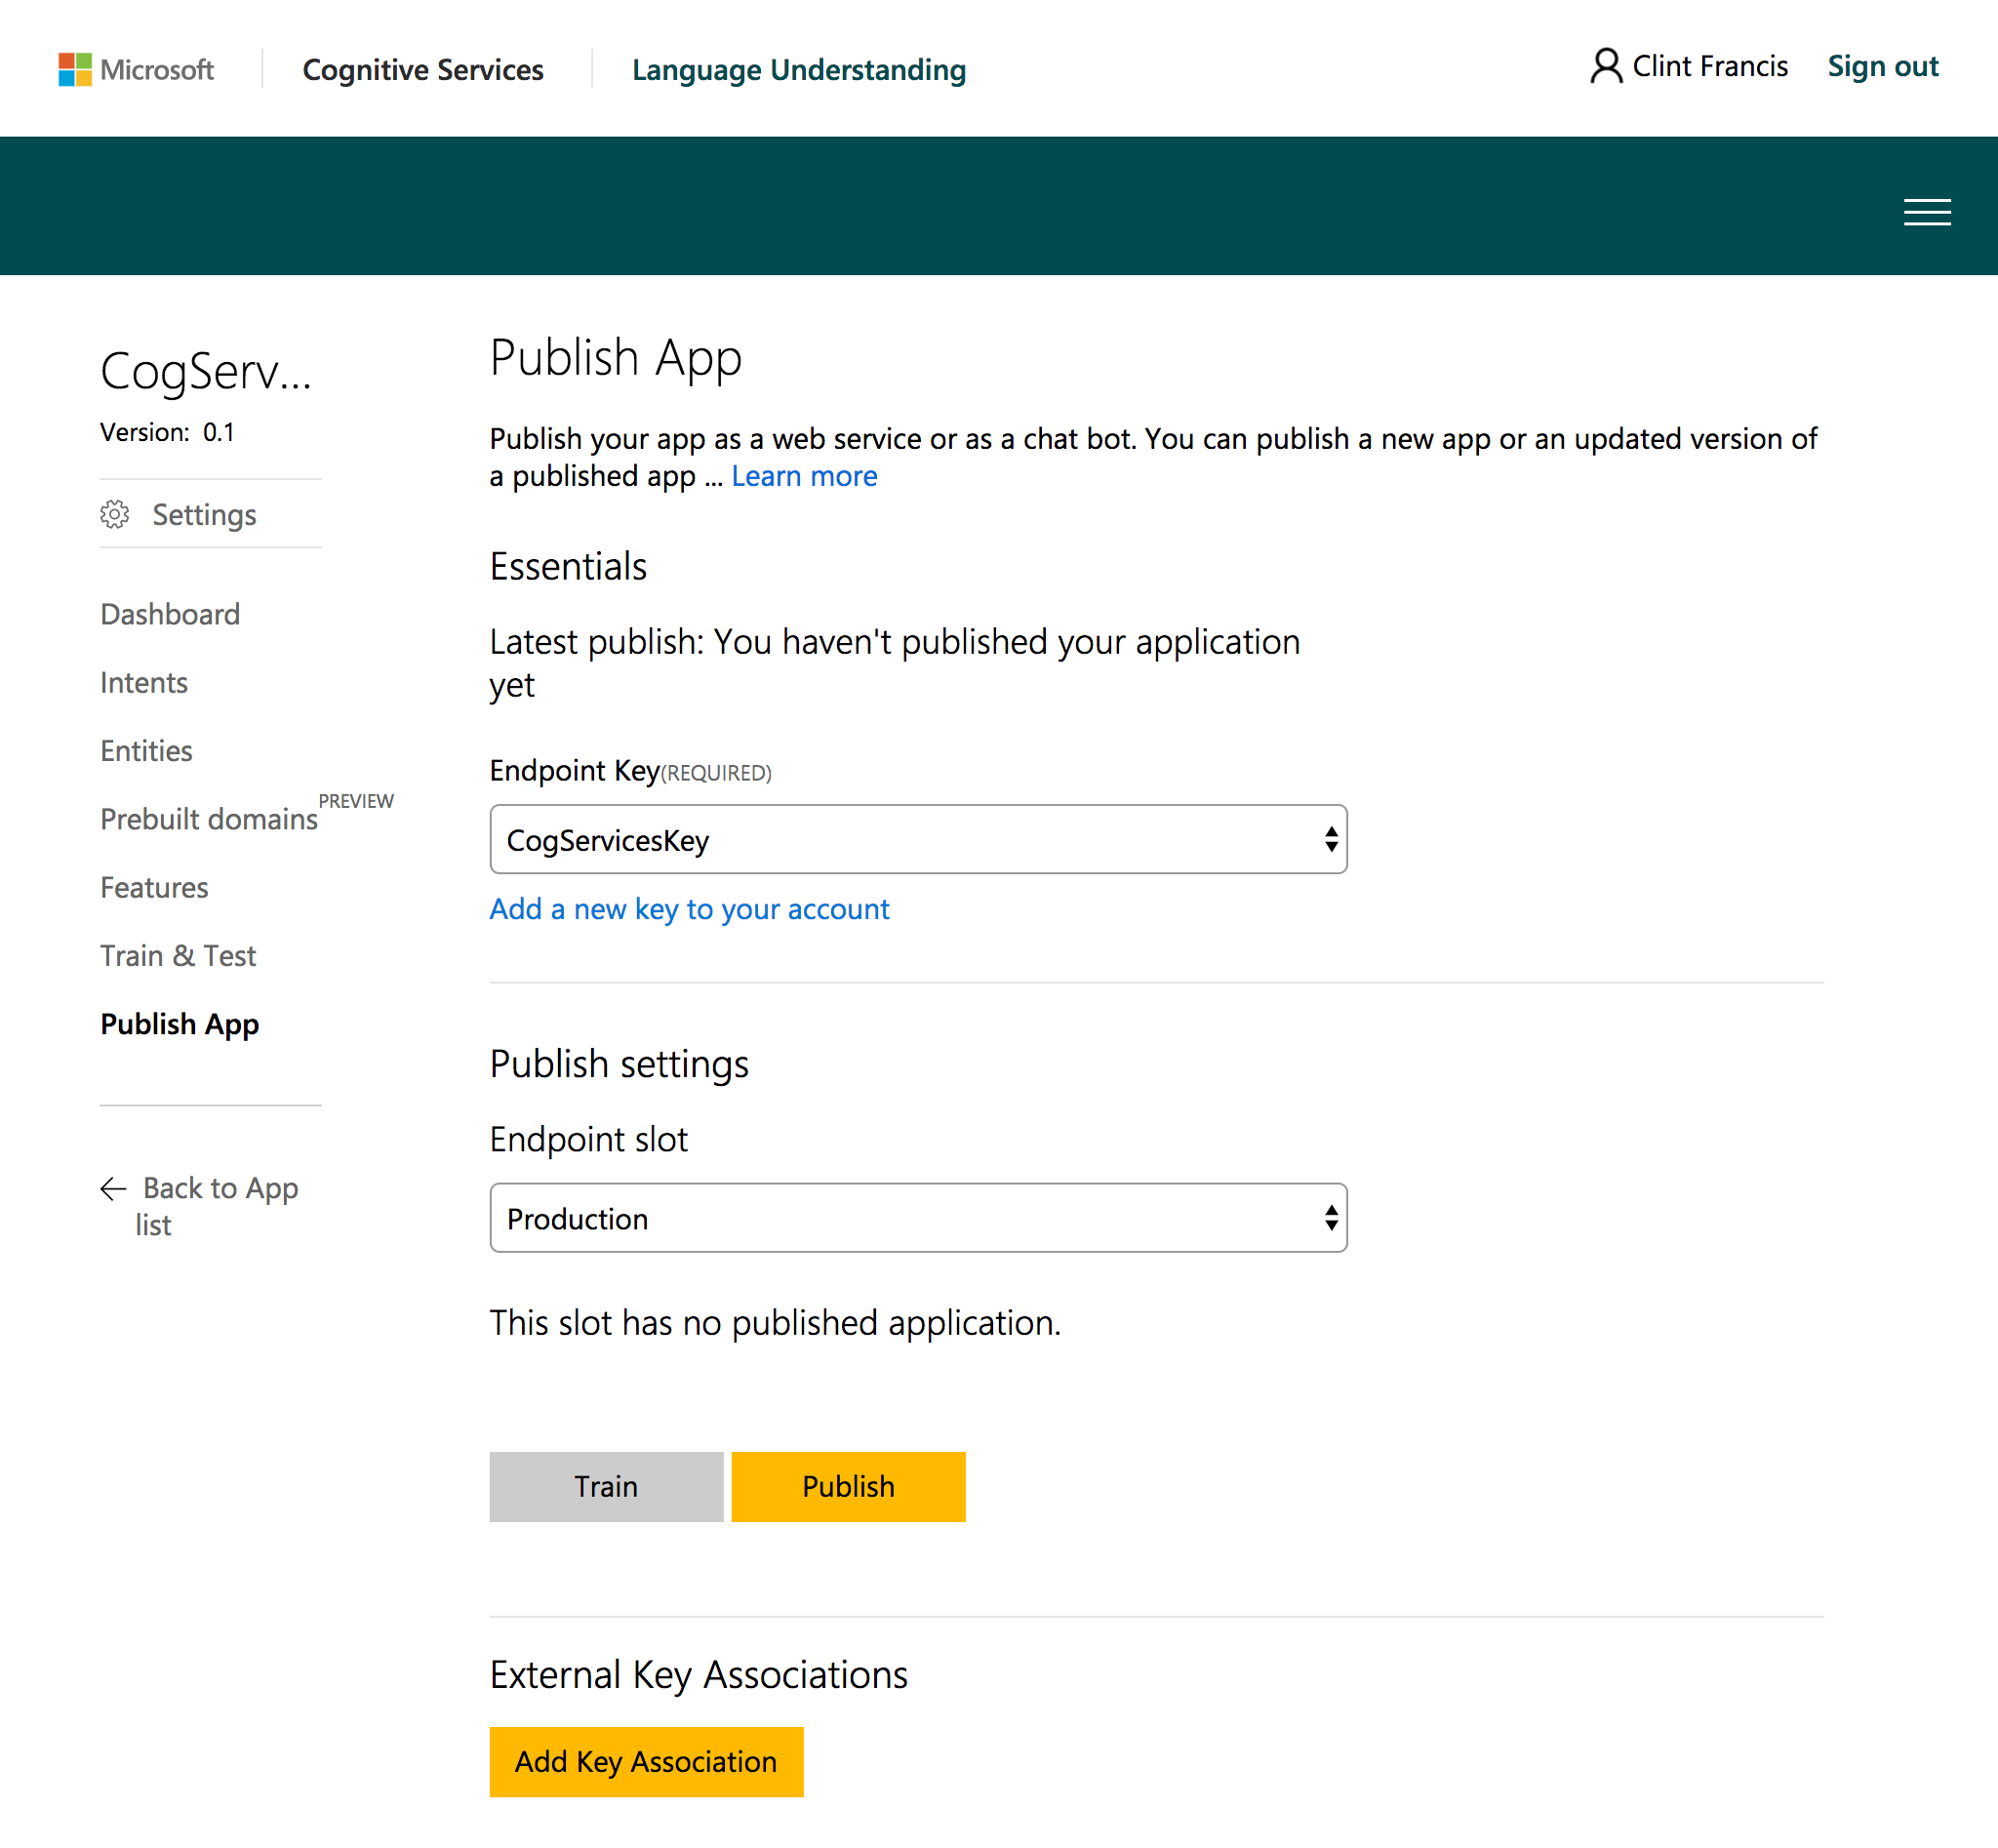 Microsoft
Cognitive Services
Language Understanding
Clint Francis
Sign out
CogServ...
Version: 0.1
Settings
Dashboard
Intents
Entities
Prebuilt domains PREVIEW
Features
Train & Test
Publish App
Back to App
list
Publish App
Publish your app as a web service or as a chat bot. You can publish a new app or an updated version of
a published app ... Learn more
Essentials
Latest publish: You haven't published your application
yet
Endpoint Key(REQUIRED)
CogServicesKey
Add a new key to your account
Publish settings
Endpoint slot
Production
This slot has no published application.
Train
Publish
External Key Associations
Add Key Association